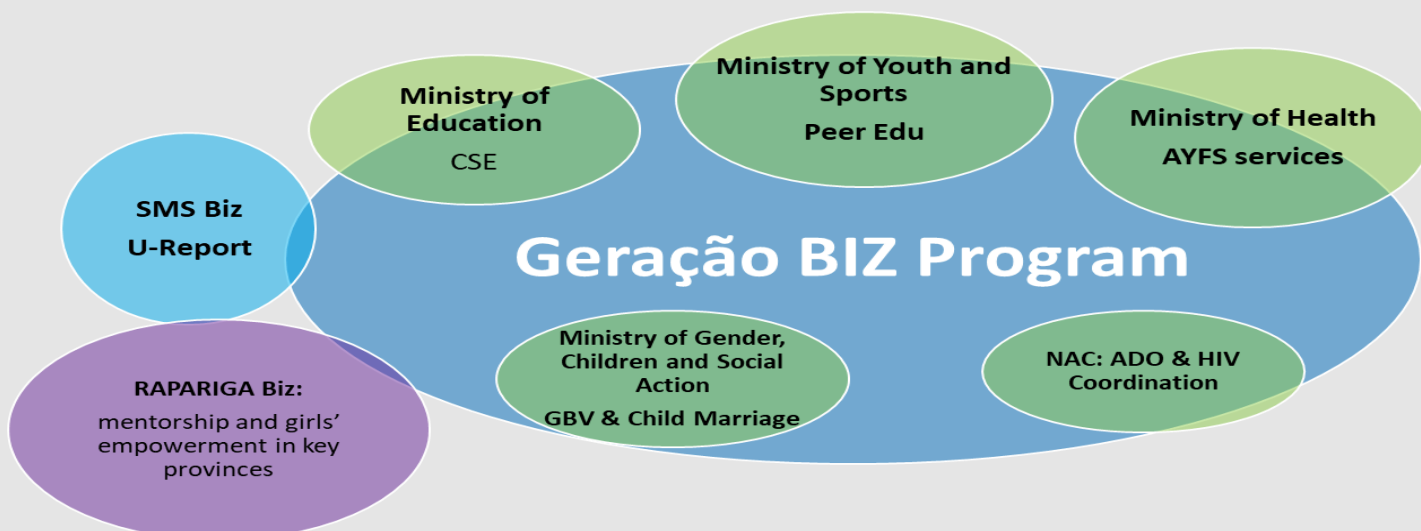 Ministry of
Education
CSE
Ministry of Youth and
Sports
Peer Edu
Ministry of Health
AYFS services
SMS Biz
U-Report
Geração BIZ Program
Ministry of Gender,
Children and Social
Action
GBV & Child Marriage
NAC: ADO & HIV
Coordination
RAPARIGA Biz:
mentorship and girls’
empowerment in key
provinces